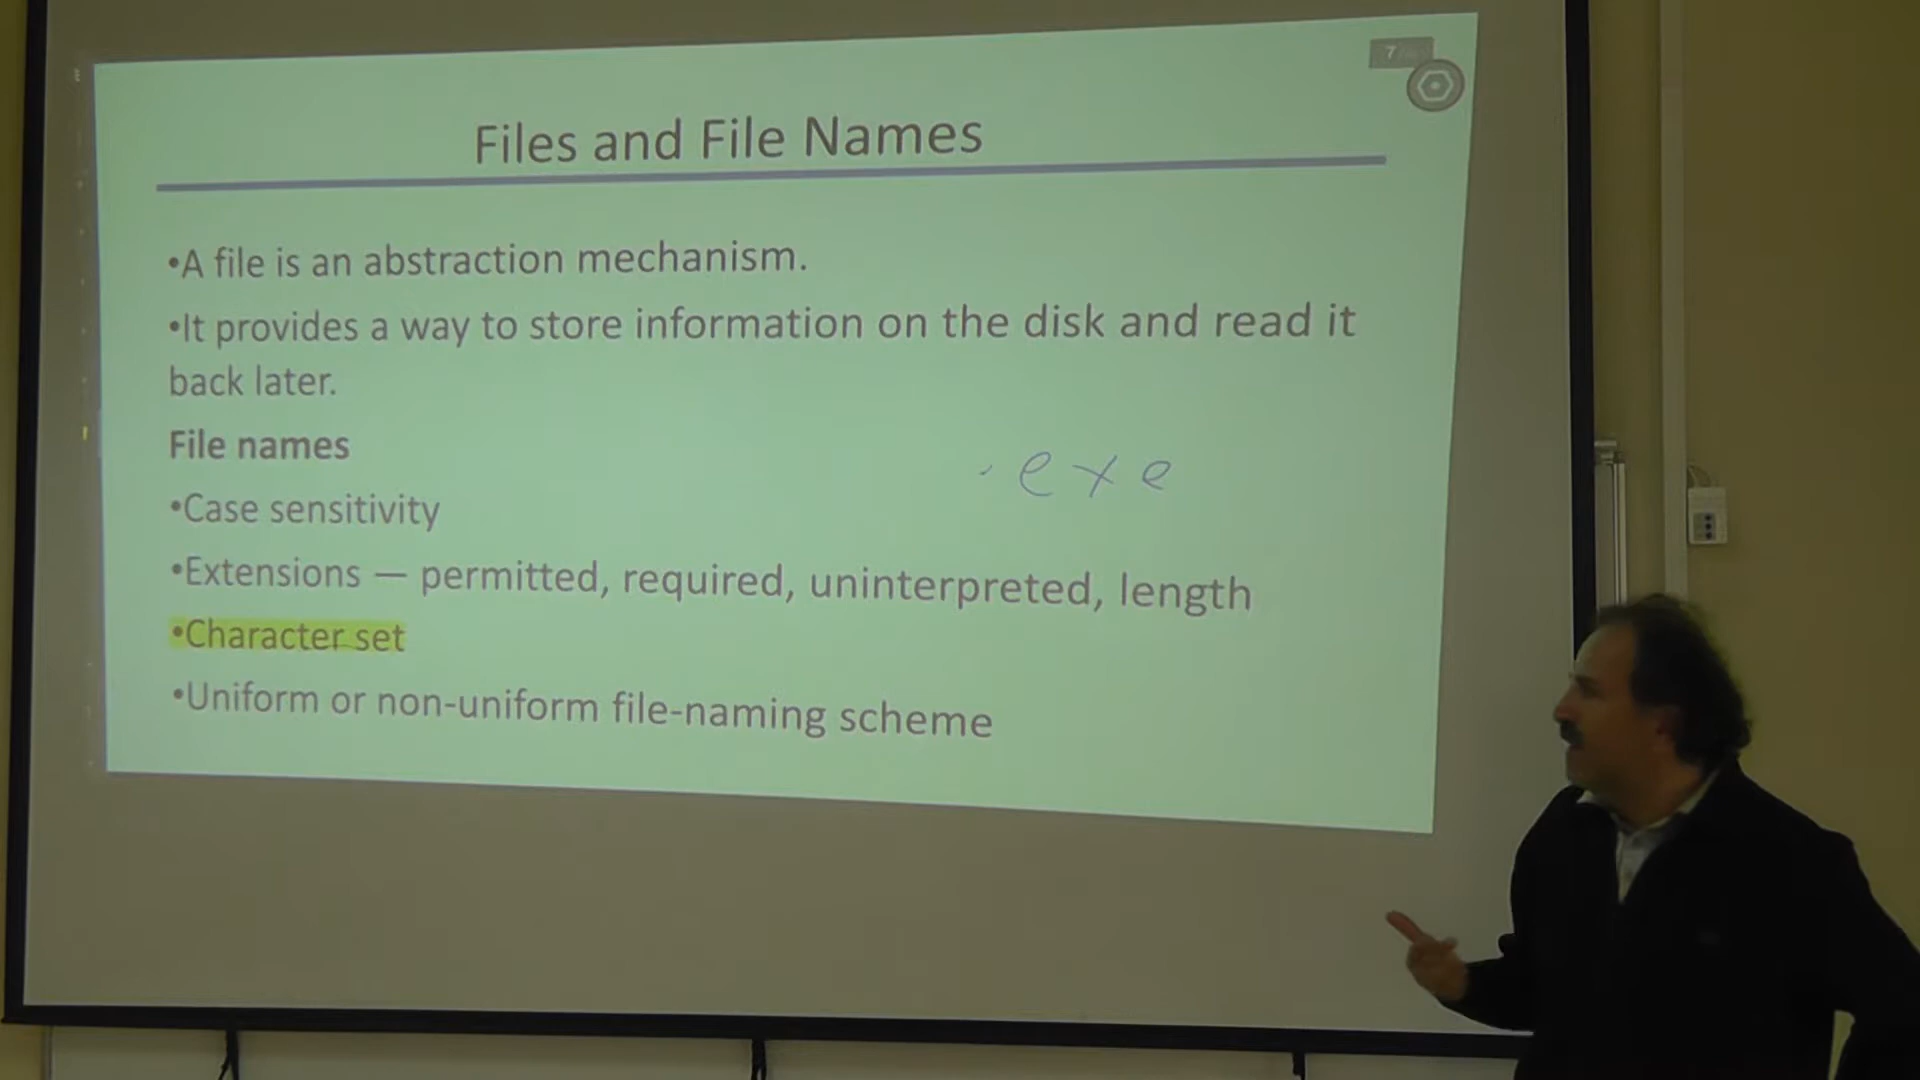 7
Files and File Names
•A file is an abstraction mechanism.
•It provides a way to store information on the disk and read it
back later.
File names
.exe
•Case sensitivity
•Extensions — permitted, required, uninterpreted, length
•Character set
•Uniform or non-uniform file-naming scheme